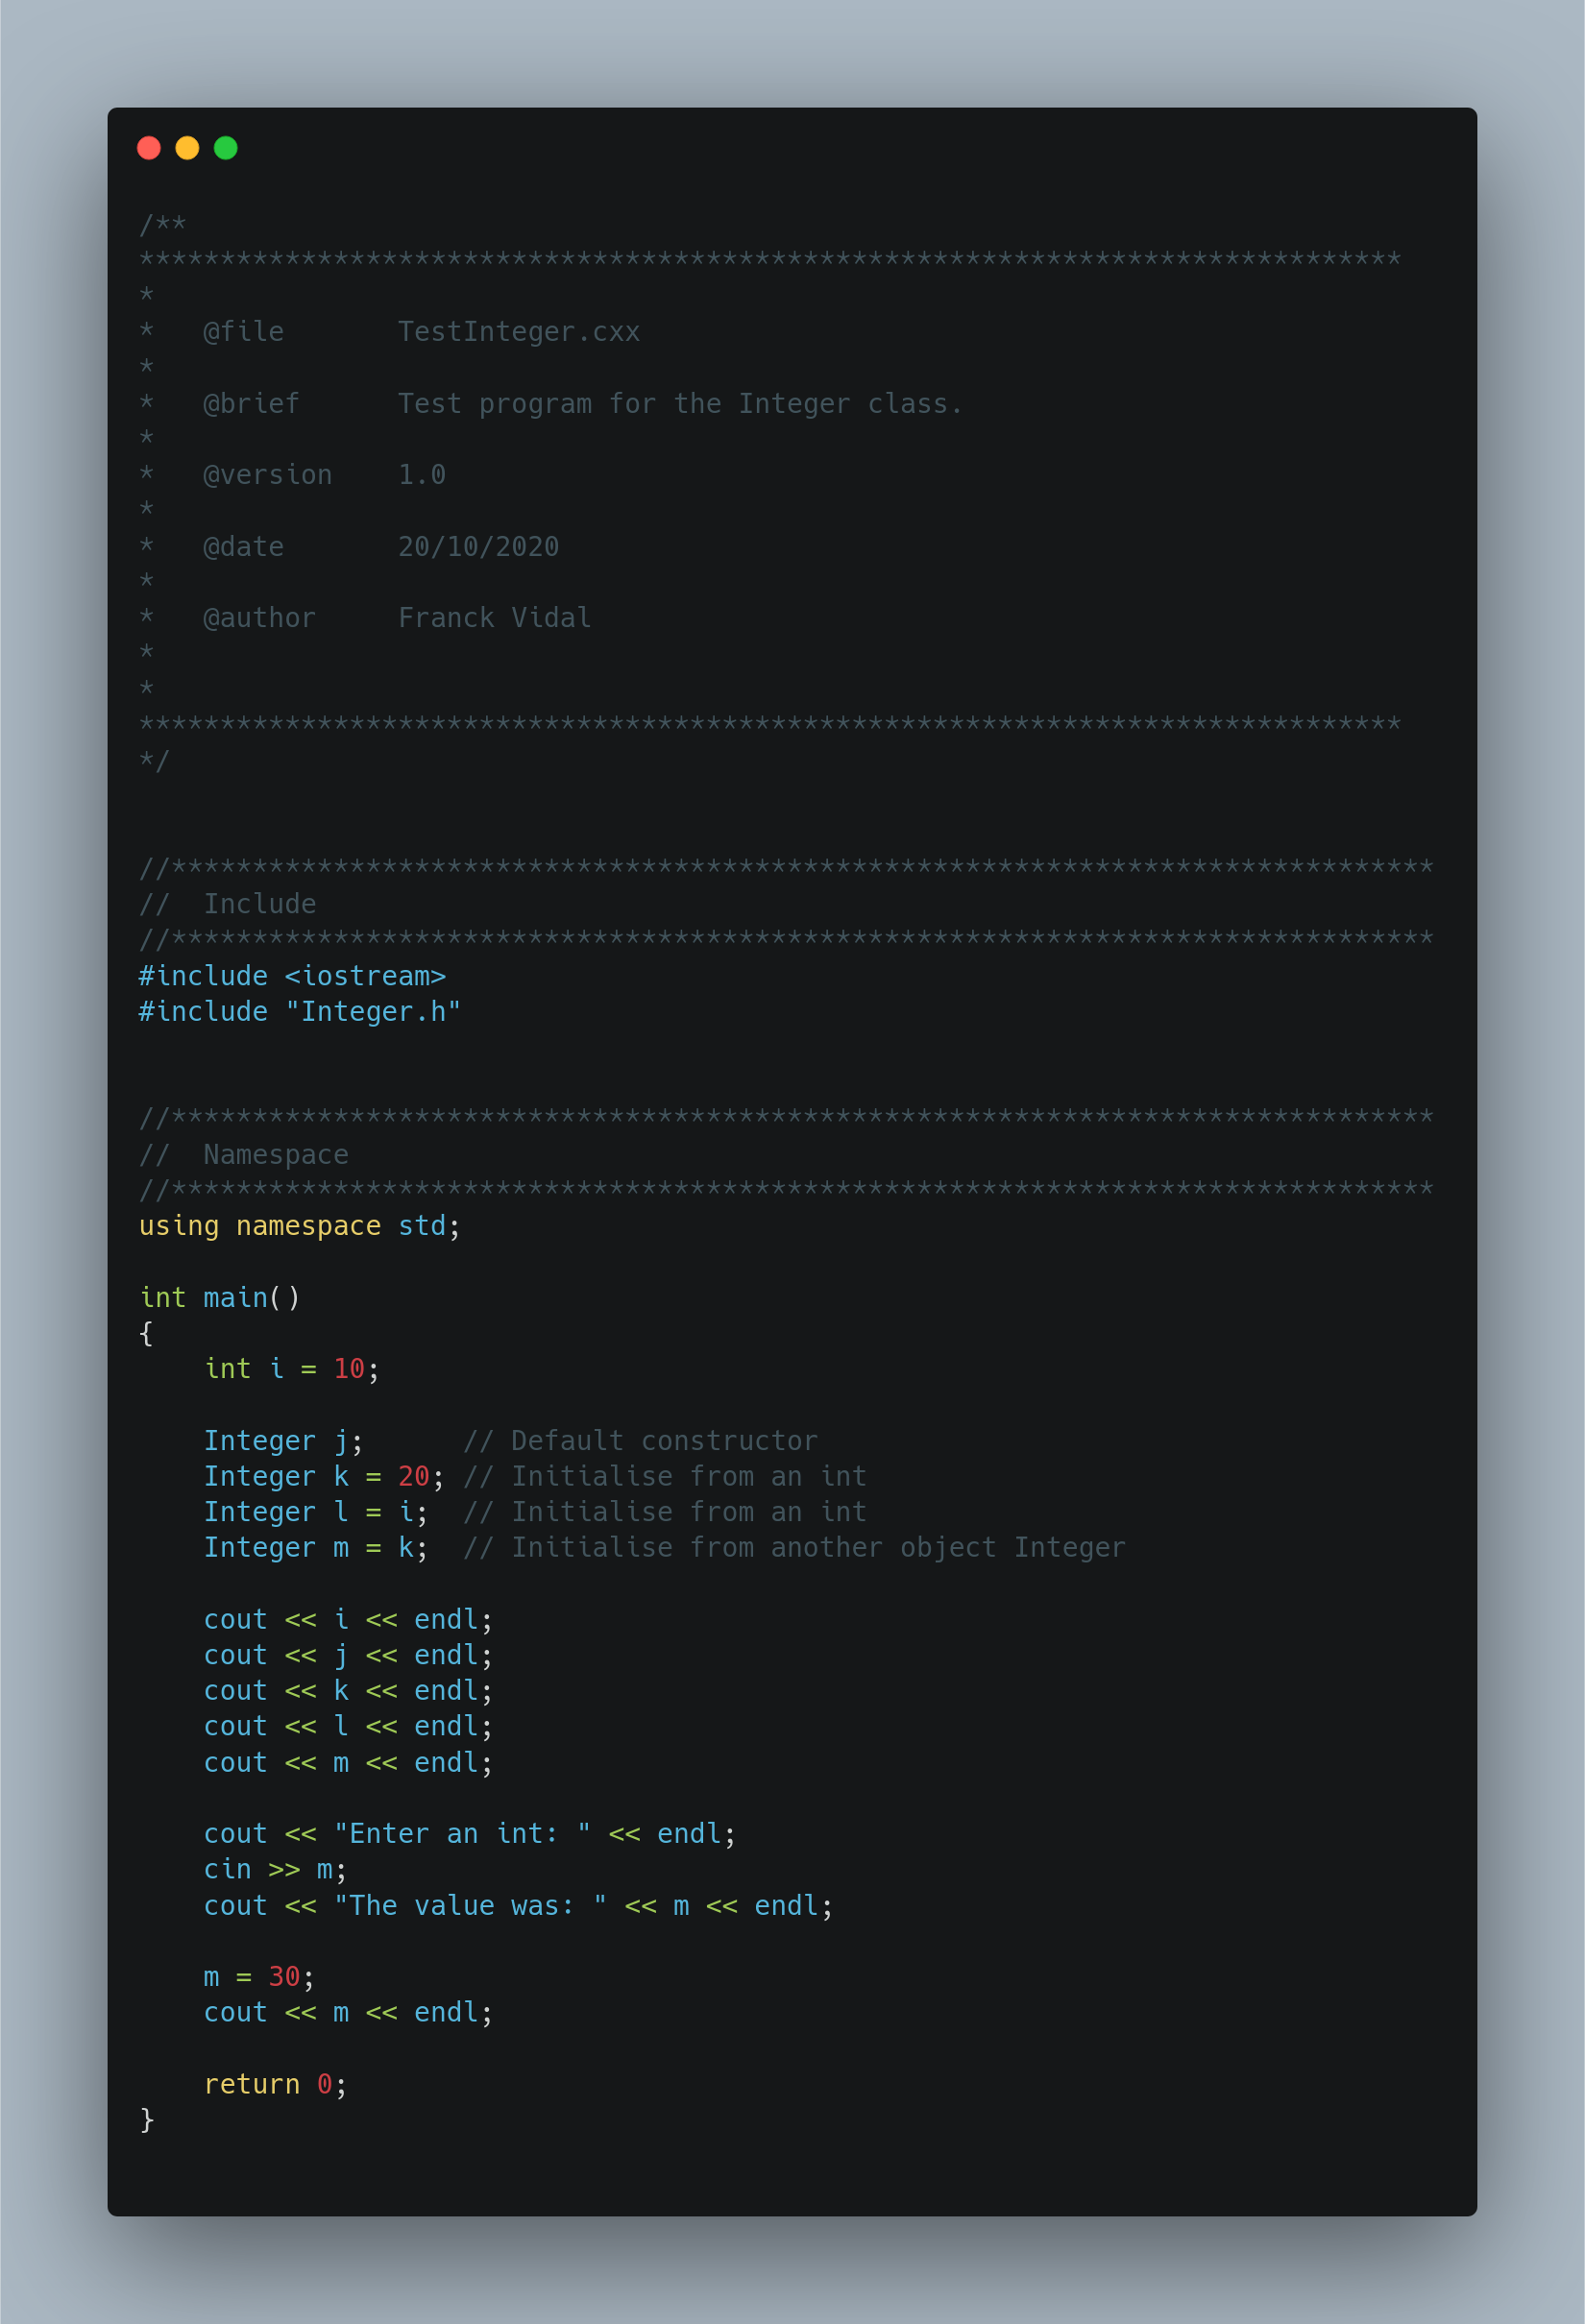 /**
******************************************************************************
*
*   @file       TestInteger.cxx
*
*   @brief      Test program for the Integer class.
*
*   @version    1.0
*
*   @date       20/10/2020
*
*   @author     Franck Vidal
*
*
******************************************************************************
*/
//******************************************************************************
//  Include
//******************************************************************************
#include <iostream>
#include "Integer.h"
//******************************************************************************
//  Namespace
//******************************************************************************
using namespace std;
int main()
{
    int i = 10;
    Integer j;      // Default constructor
    Integer k = 20; // Initialise from an int
    Integer l = i;  // Initialise from an int
    Integer m = k;  // Initialise from another object Integer
    cout << i << endl;
    cout << j << endl;
    cout << k << endl;
    cout << l << endl;
    cout << m << endl;
    cout << "Enter an int: " << endl;
    cin >> m;
    cout << "The value was: " << m << endl;
    m = 30;
    cout << m << endl;
    return 0;
}